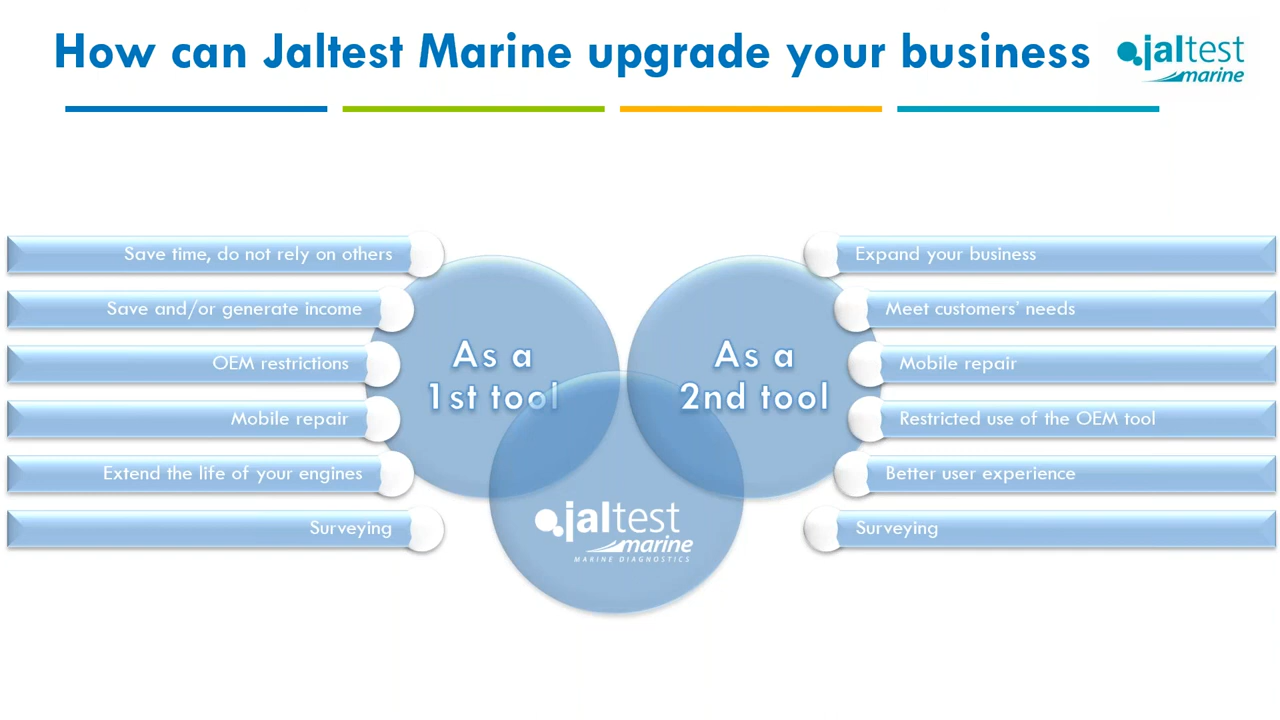 How can Jaltest Marine upgrade your business
jaltest
marine
Save time, do not rely on others
Save and/or generate income
OEM restrictions
Mobile repair
Extend the life of your engines
Surveying
As a
1st tool
As a
2nd tool
jaltest
marine
MARINE DIAGNOSTICS
Expand your business
Meet customers’ needs
Mobile repair
Restricted use of the OEM tool
Better user experience
Surveying